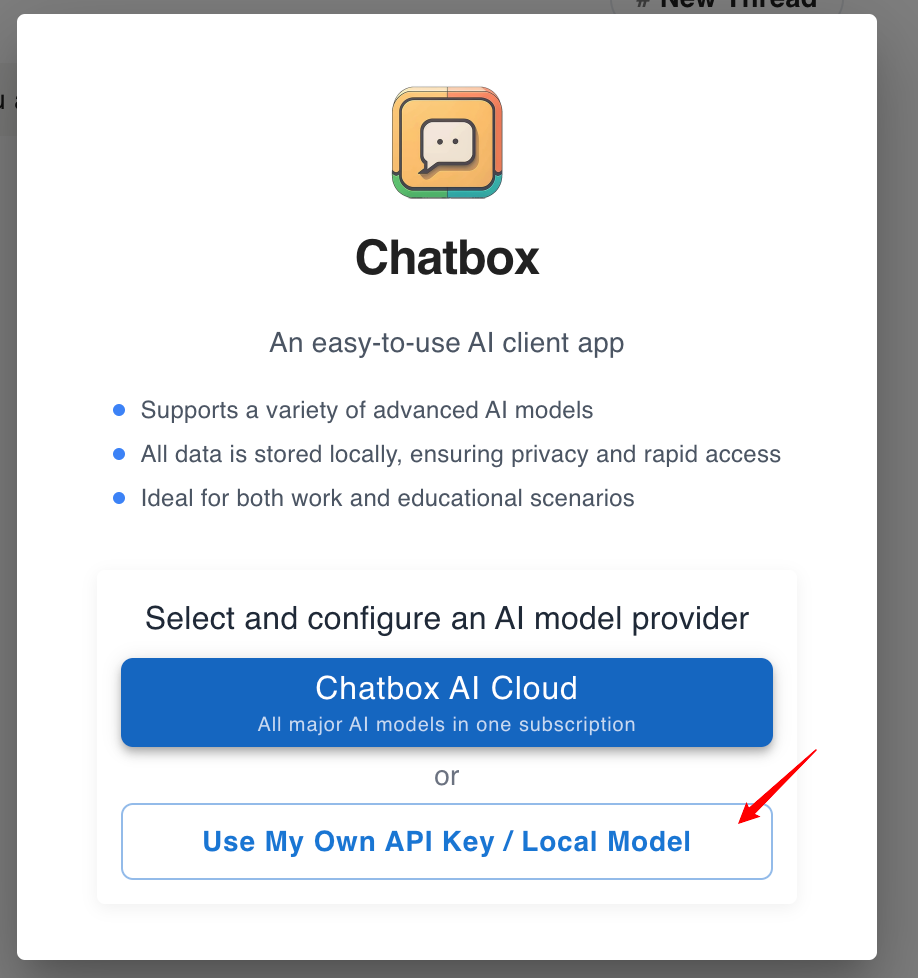 # New Thread
Chatbox
An easy-to-use AI client app
Supports a variety of advanced AI models
All data is stored locally, ensuring privacy and rapid access
Ideal for both work and educational scenarios
Select and configure an AI model provider
Chatbox AI Cloud
All major AI models in one subscription
or
Use My Own API Key / Local Model